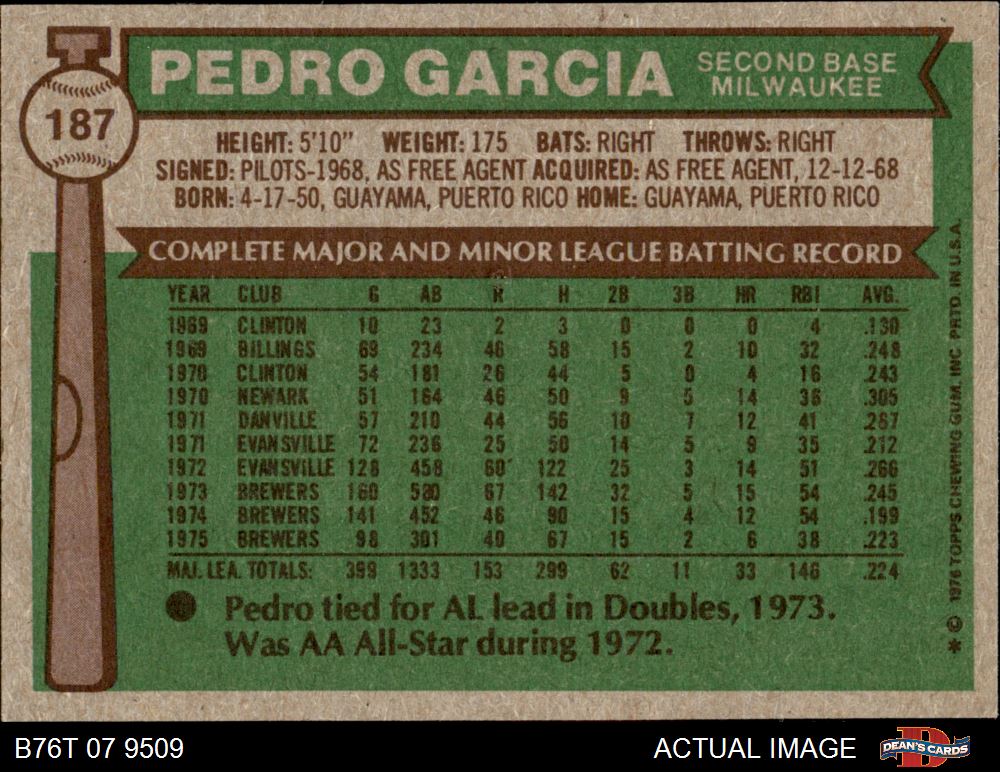 187
PEDRO GARCIA
SECOND BASE
MILWAUKEE
HEIGHT: 5'10" WEIGHT: 175 BATS: RIGHT THROWS: RIGHT
SIGNED: PILOTS-1968, AS FREE AGENT ACQUIRED: AS FREE AGENT, 12-12-68
BORN: 4-17-50, GUAYAMA, PUERTO RICO HOME: GUAYAMA, PUERTO RICO
COMPLETE MAJOR AND MINOR LEAGUE BATTING RECORD
YEAR CLUB G AB R H 2B 3B HR RBI AVG.
1969 CLINTON 10 23 2 3 0 0 0 4 .130
1969 BILLINGS 69 234 46 58 15 2 10 32 .248
1970 CLINTON 54 181 26 44 5 0 4 16 .243
1970 NEWARK 51 164 46 50 9 5 14 36 .305
1971 DANVILLE 57 210 44 56 10 7 12 41 .267
1971 EVANSVILLE 72 236 25 50 14 5 9 35 .212
1972 EVANSVILLE 128 458 60 122 25 3 14 51 .266
1973 BREWERS 160 580 67 142 32 5 15 54 .245
1974 BREWERS 141 452 46 90 15 4 12 54 .199
1975 BREWERS 98 301 40 67 15 2 6 38 .223
MAJ. LEA. TOTALS: 399 1333 153 299 62 11 33 146 .224
Pedro tied for AL lead in Doubles, 1973.
Was AA All-Star during 1972.
* © 1976 TOPPS CHEWING GUM, INC. PRTD. IN U.S.A.
B76T 07 9509
ACTUAL IMAGE
DEAN'S CARDS